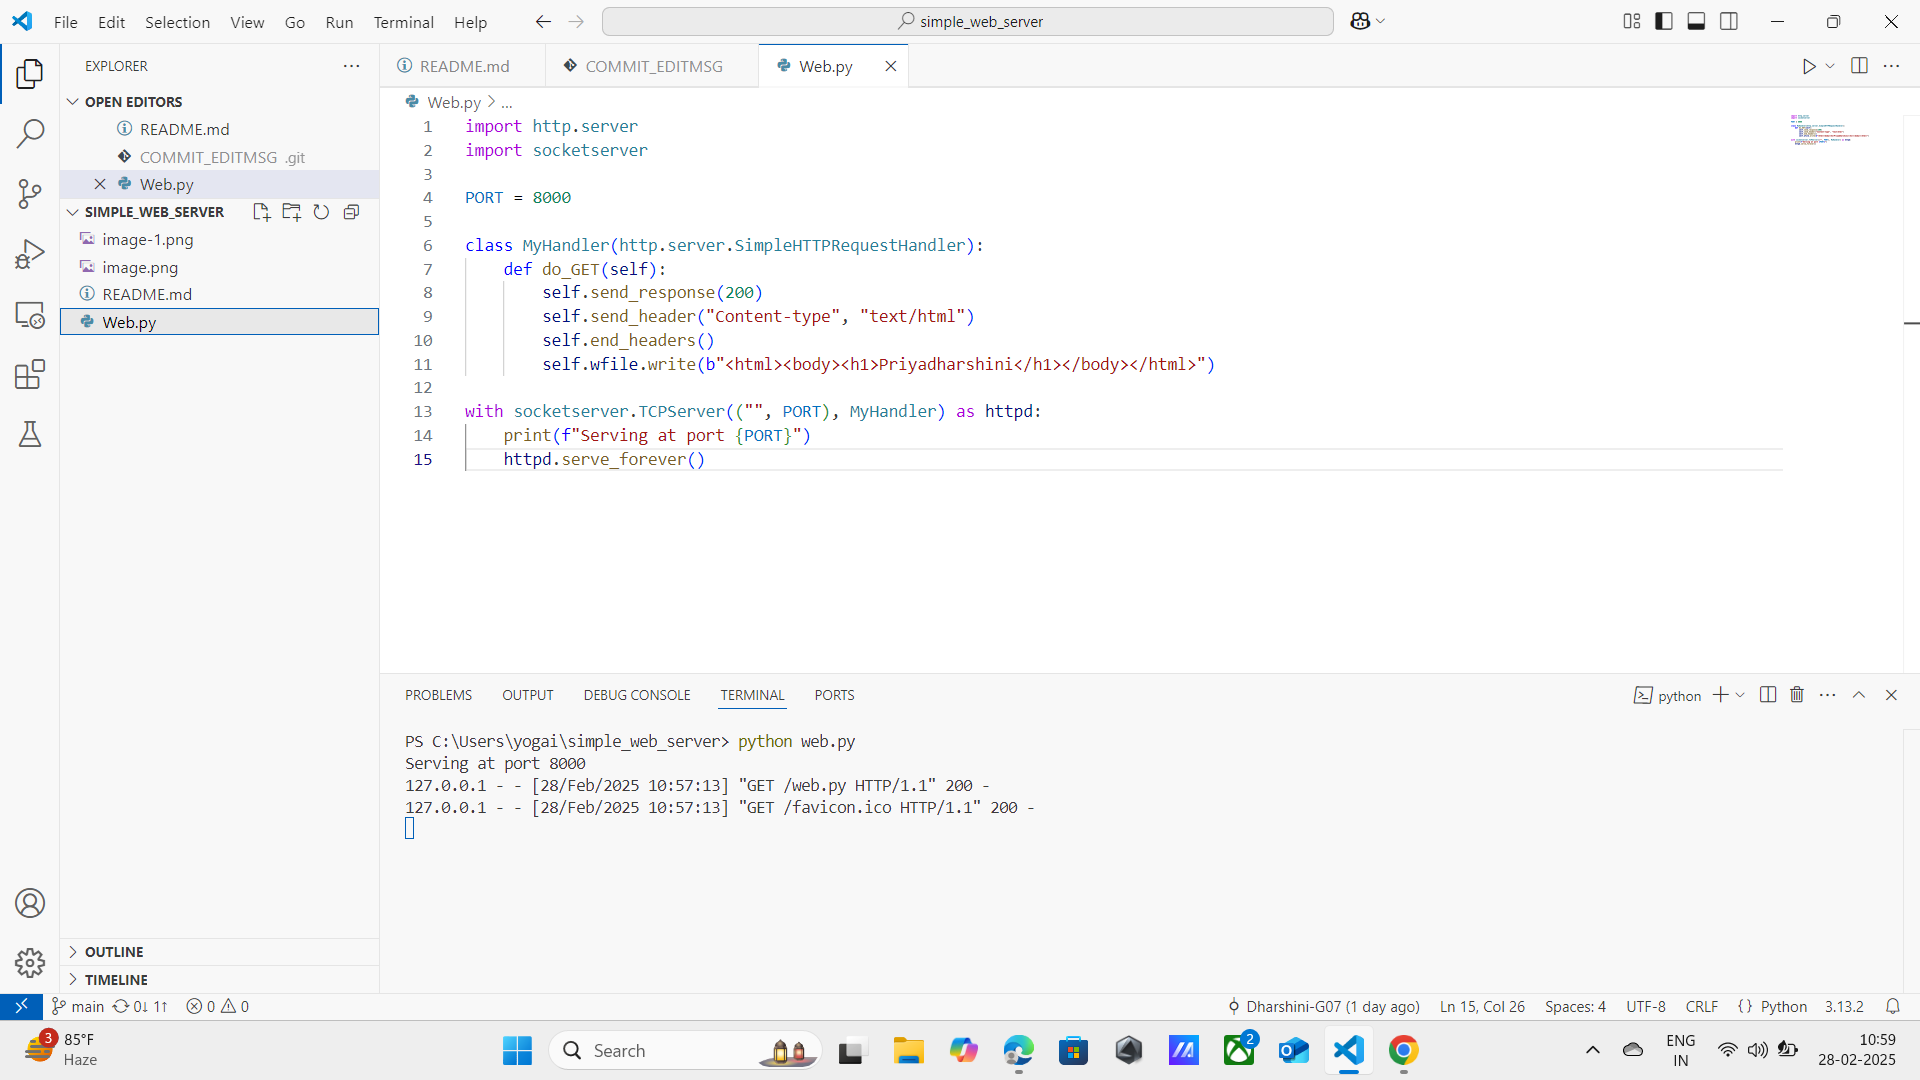 File Edit Selection View Go Run Terminal Help
simple_web_server
EXPLORER
OPEN EDITORS
README.md
COMMIT_EDITMSG .git
Web.py
SIMPLE_WEB_SERVER
image-1.png
image.png
README.md
Web.py
OUTLINE
TIMELINE
README.md
COMMIT_EDITMSG
Web.py
Web.py > ...
1 import http.server
2 import socketserver
3
4 PORT = 8000
5
6 class MyHandler(http.server.SimpleHTTPRequestHandler):
7 def do_GET(self):
8 self.send_response(200)
9 self.send_header("Content-type", "text/html")
10 self.end_headers()
11 self.wfile.write(b"<html><body><h1>Priyadharshini</h1></body></html>")
12
13 with socketserver.TCPServer(("", PORT), MyHandler) as httpd:
14 print(f"Serving at port {PORT}")
15 httpd.serve_forever()
PROBLEMS OUTPUT DEBUG CONSOLE TERMINAL PORTS
python
PS C:\Users\yogai\simple_web_server> python web.py
Serving at port 8000
127.0.0.1 - - [28/Feb/2025 10:57:13] "GET /web.py HTTP/1.1" 200 -
127.0.0.1 - - [28/Feb/2025 10:57:13] "GET /favicon.ico HTTP/1.1" 200 -
main 0↓ 1↑ 0 0
Dharshini-G07 (1 day ago) Ln 15, Col 26 Spaces: 4 UTF-8 CRLF {} Python 3.13.2
3
85°F
Haze
Search
2
ENG
IN
10:59
28-02-2025